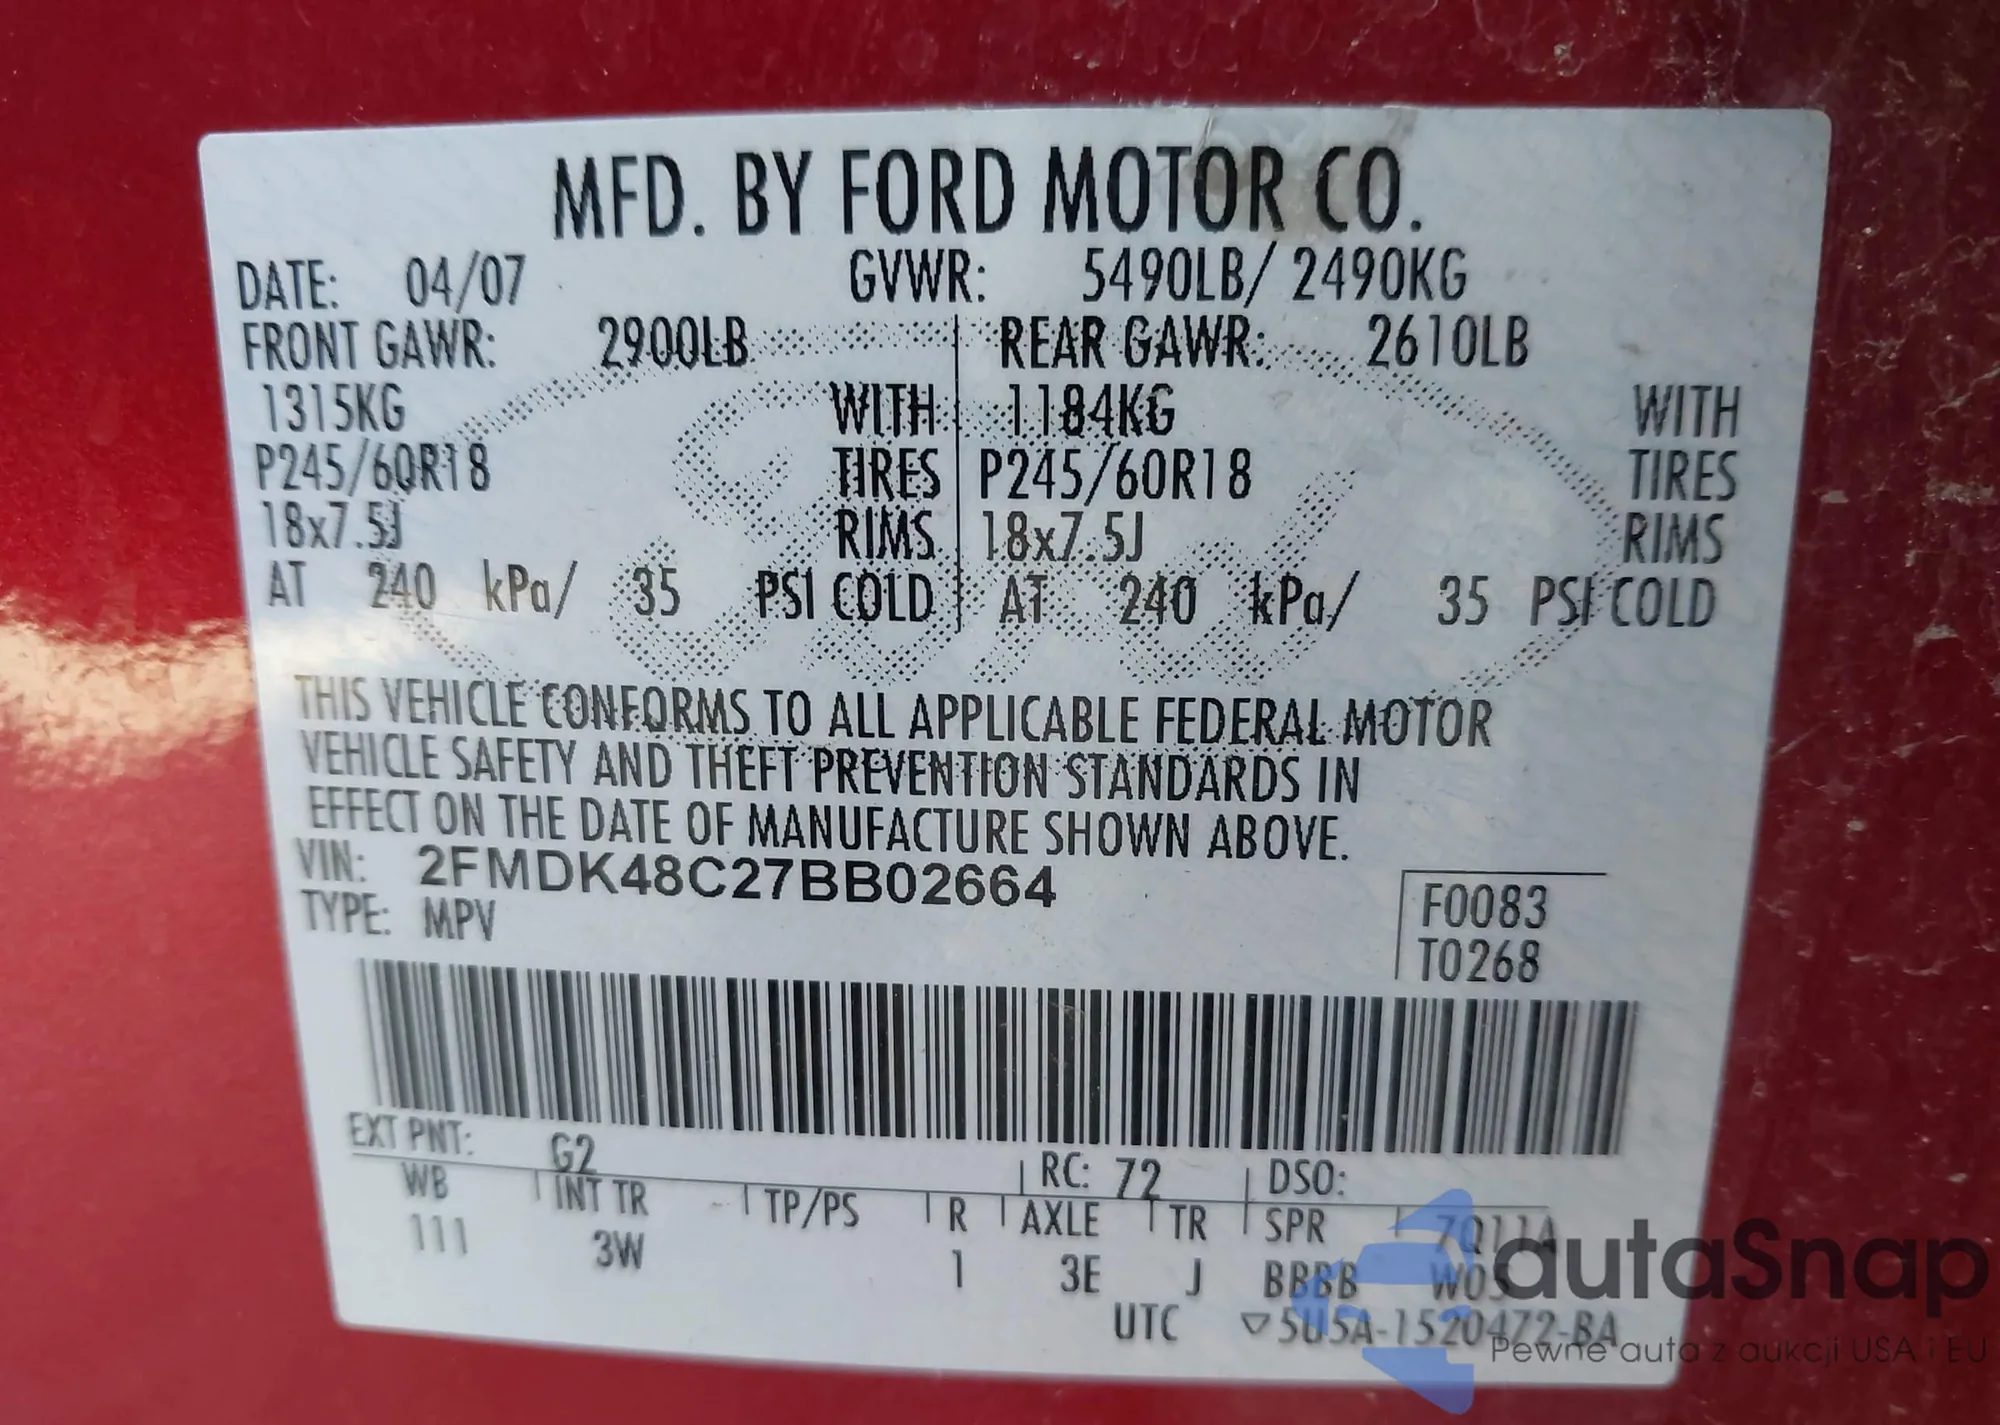 MFD. BY FORD MOTOR CO.
DATE: 04/07 GVWR: 5490LB/ 2490KG
FRONT GAWR: 2900LB REAR GAWR: 2610LB
1315KG WITH 1184KG WITH
P245/60R18 TIRES P245/60R18 TIRES
18x7.5J RIMS 18x7.5J RIMS
AT 240 kPa/ 35 PSI COLD AT 240 kPa/ 35 PSI COLD
THIS VEHICLE CONFORMS TO ALL APPLICABLE FEDERAL MOTOR
VEHICLE SAFETY AND THEFT PREVENTION STANDARDS IN
EFFECT ON THE DATE OF MANUFACTURE SHOWN ABOVE.
VIN: 2FMDK48C27BB02664
TYPE: MPV
F0083
T0268
EXT PNT: G2 RC: 72 DSO:
WB INT TR TP/PS R AXLE TR SPR 7Q11A
111 3W 1 3E J BBBB W05
UTC ▽5U5A-1520472-BA
autaSnap
Pewne auta z aukcji USA i EU